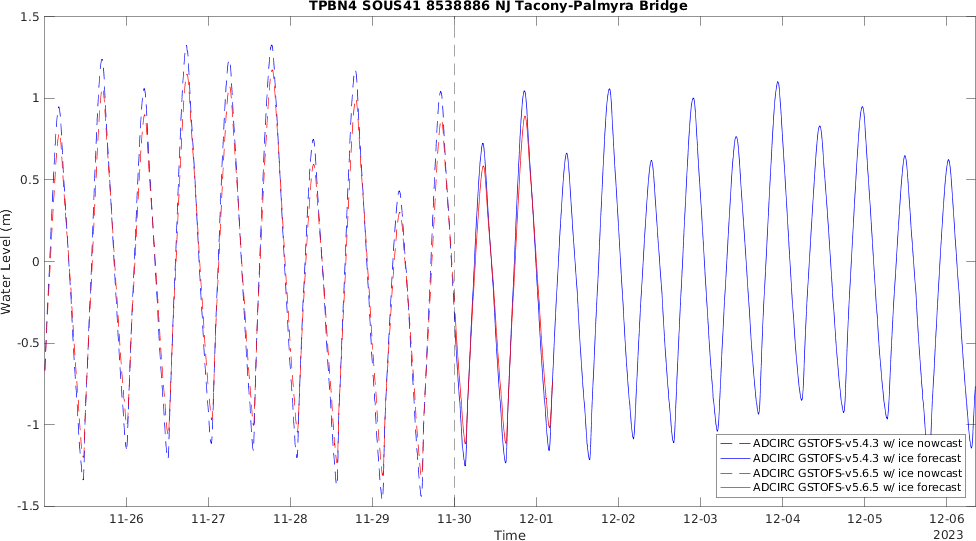 TPBN4 SOUS41 8538886 NJ Tacony-Palmyra Bridge
1.5
1
0.5
0
-0.5
-1
-1.5
Water Level (m)
11-26 11-27 11-28 11-29 11-30 12-01 12-02 12-03 12-04 12-05 12-06
Time
2023
ADCIRC GSTOFS-v5.4.3 w/ ice nowcast
ADCIRC GSTOFS-v5.4.3 w/ ice forecast
ADCIRC GSTOFS-v5.6.5 w/ ice nowcast
ADCIRC GSTOFS-v5.6.5 w/ ice forecast